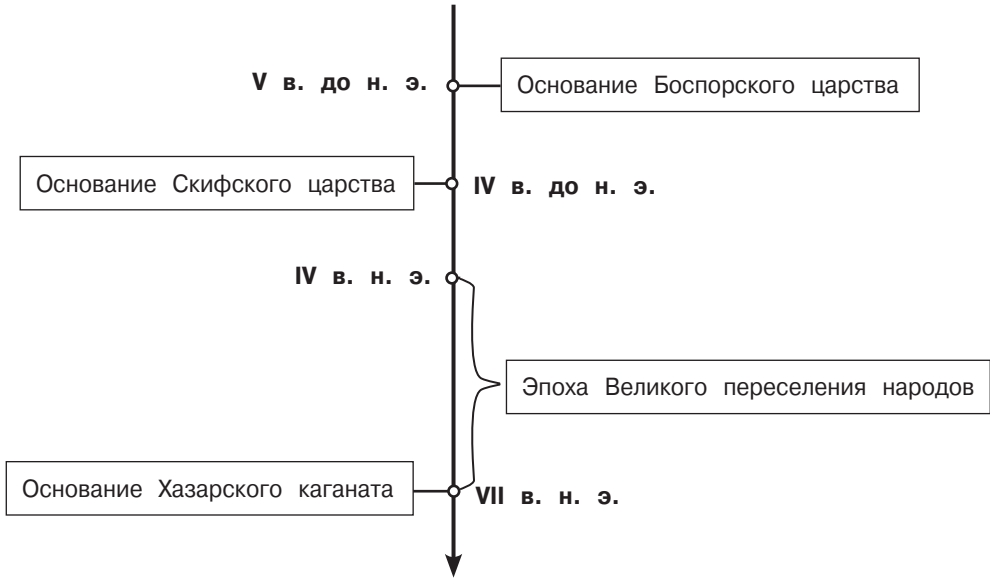 V в. до н. э.
Основание Боспорского царства
Основание Скифского царства
IV в. до н. э.
IV в. н. э.
Эпоха Великого переселения народов
Основание Хазарского каганата
VII в. н. э.